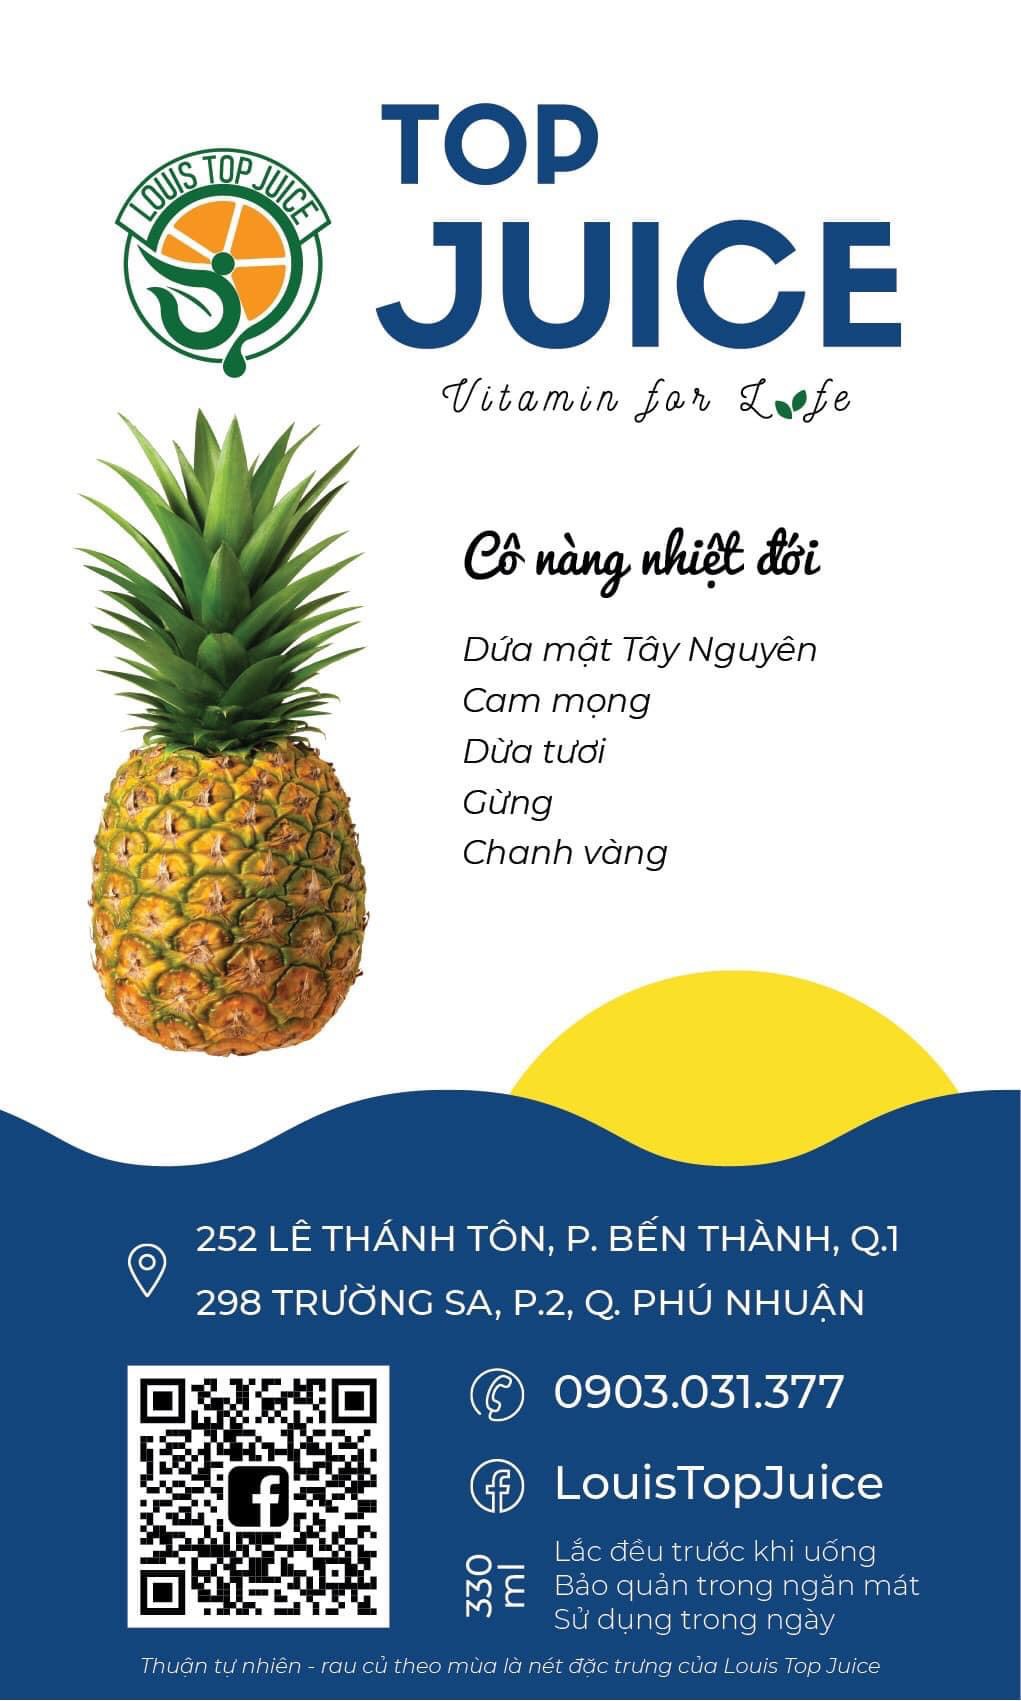 LOUIS TOP JUICE
TOP
JUICE
Vitamin for Life
Cô nàng nhiệt đới
Dứa mật Tây Nguyên
Cam mọng
Dừa tươi
Gừng
Chanh vàng
252 LÊ THÁNH TÔN, P. BẾN THÀNH, Q.1
298 TRƯỜNG SA, P.2, Q. PHÚ NHUẬN
0903.031.377
LouisTopJuice
330 ml
Lắc đều trước khi uống
Bảo quản trong ngăn mát
Sử dụng trong ngày
Thuận tự nhiên - rau củ theo mùa là nét đặc trưng của Louis Top Juice